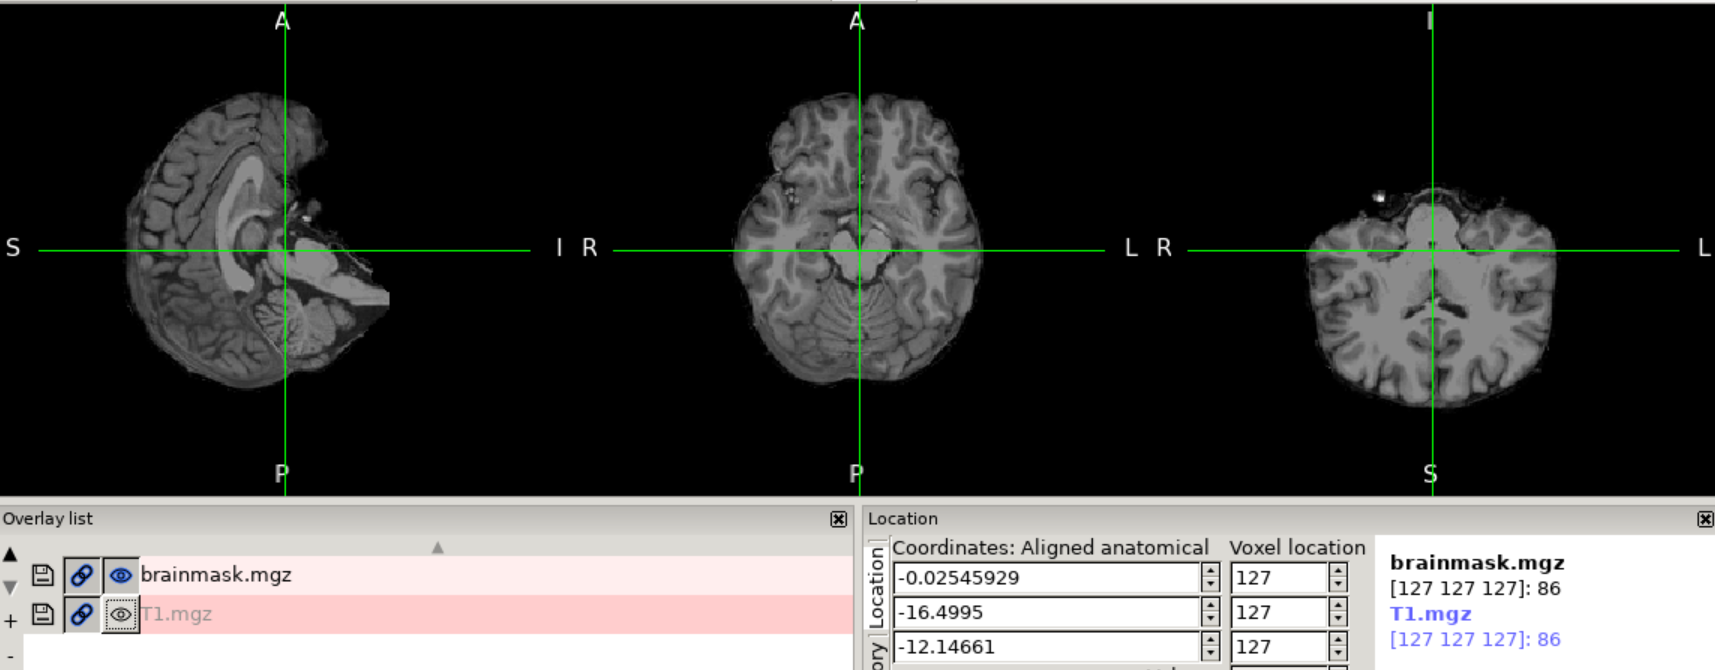 A A I
S I R L R L
P P S
Overlay list
Location
brainmask.mgz
T1.mgz
+
-
Location
Coordinates: Aligned anatomical Voxel location
-0.02545929 127
-16.4995 127
-12.14661 127
brainmask.mgz
[127 127 127]: 86
T1.mgz
[127 127 127]: 86